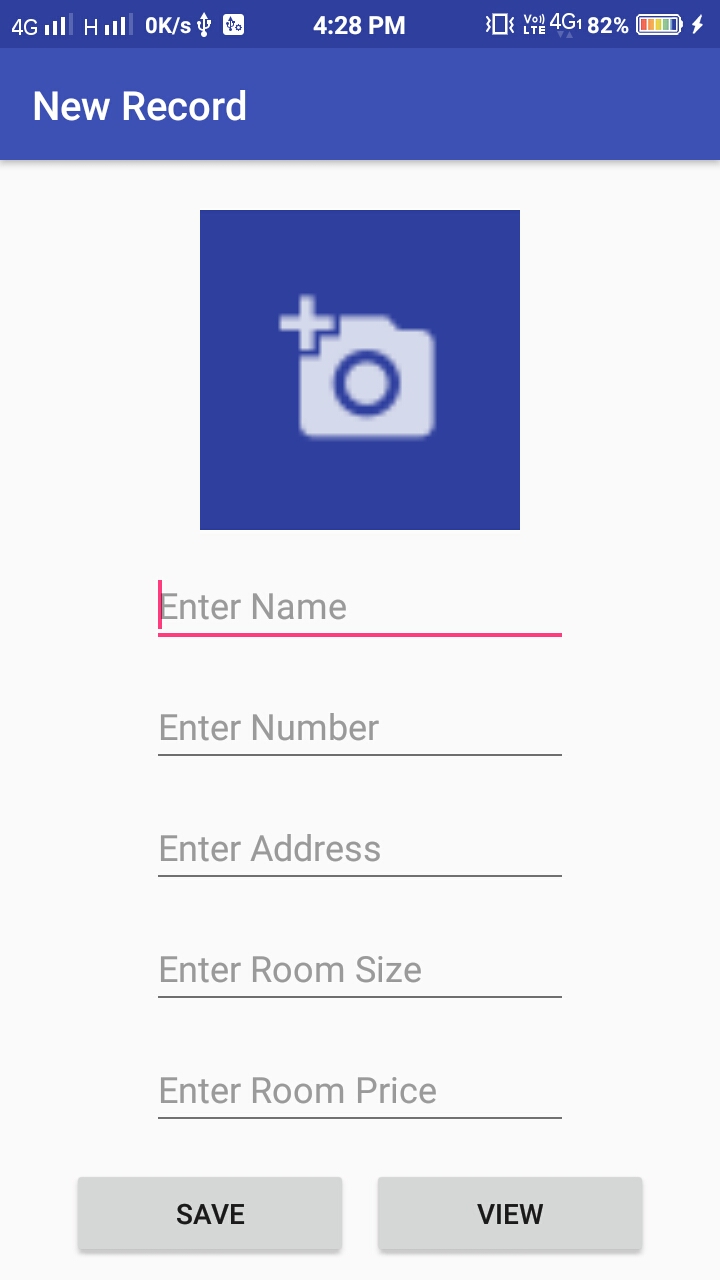 4G H 0K/s 4:28 PM Vo)) LTE 4G1 82%
New Record
Enter Name
Enter Number
Enter Address
Enter Room Size
Enter Room Price
SAVE VIEW